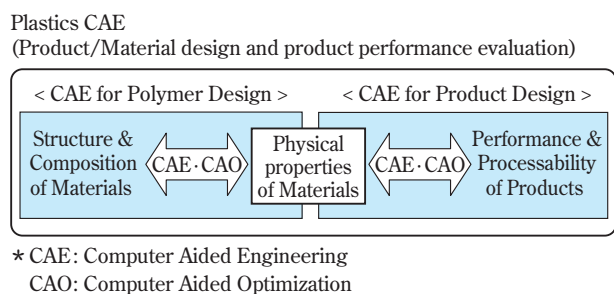 Plastics CAE
(Product/Material design and product performance evaluation)
< CAE for Polymer Design >
< CAE for Product Design >
Structure &
Composition
of Materials
CAE · CAO
Physical
properties
of Materials
CAE · CAO
Performance &
Processability
of Products
* CAE: Computer Aided Engineering
CAO: Computer Aided Optimization